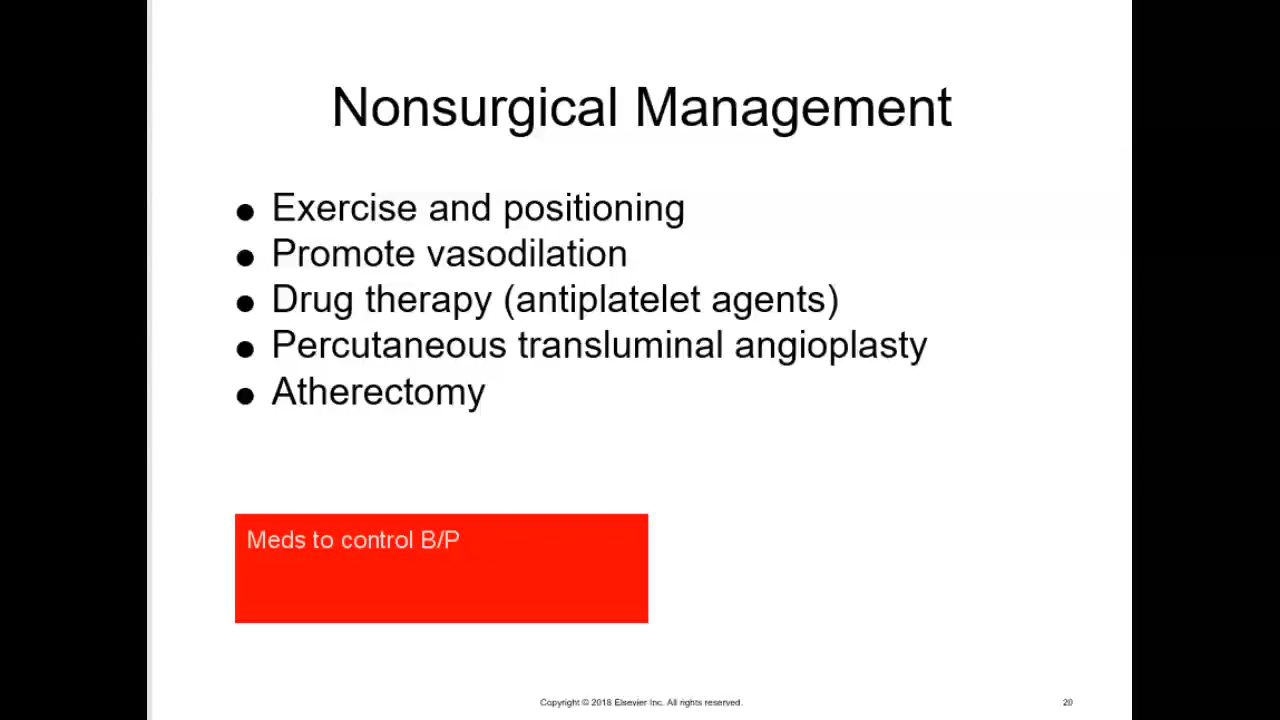 Nonsurgical Management
● Exercise and positioning
● Promote vasodilation
● Drug therapy (antiplatelet agents)
● Percutaneous transluminal angioplasty
● Atherectomy
Meds to control B/P
Copyright © 2018 Elsevier Inc. All rights reserved.
20